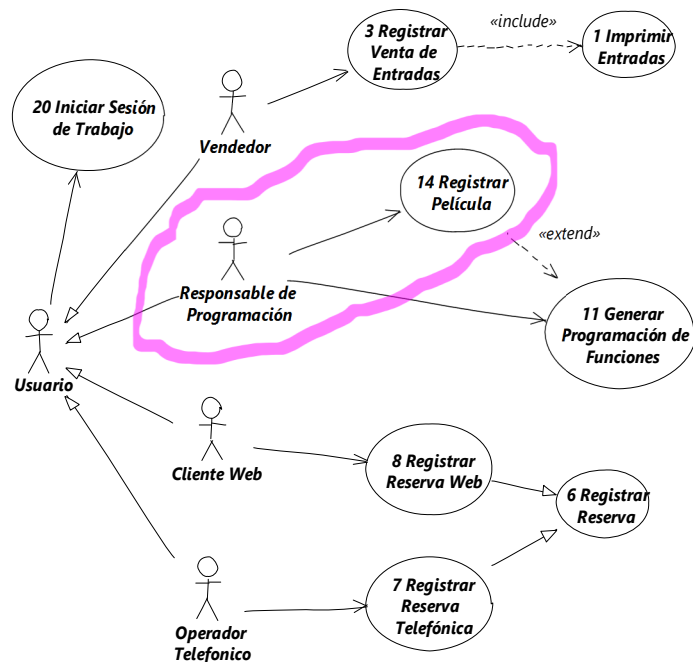 3 Registrar
Venta de
Entradas
«include»
1 Imprimir
Entradas
20 Iniciar Sesión
de Trabajo
Vendedor
14 Registrar
Película
«extend»
Responsable de
Programación
11 Generar
Programación de
Funciones
Usuario
Cliente Web
8 Registrar
Reserva Web
6 Registrar
Reserva
7 Registrar
Reserva
Telefónica
Operador
Telefonico